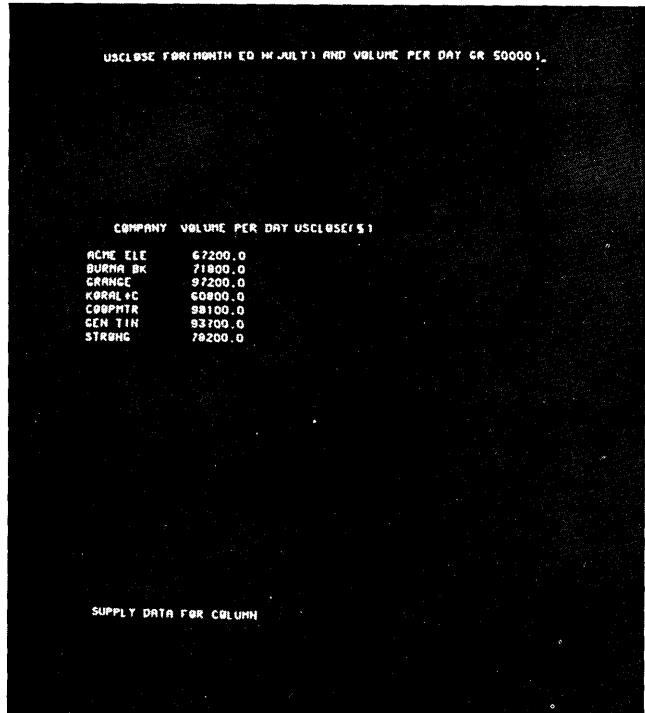 USCLOSE FOR(MONTH EQ H(JULY) AND VOLUME PER DAY GR 50000)_
COMPANY VOLUME PER DAY USCLOSE($)
ACME ELE 67200.0
BURMA BK 71800.0
GRANGE 97200.0
KORAL+C 60800.0
COOPMTR 98100.0
GEN TIN 93700.0
STRONG 78200.0
SUPPLY DATA FOR COLUMN